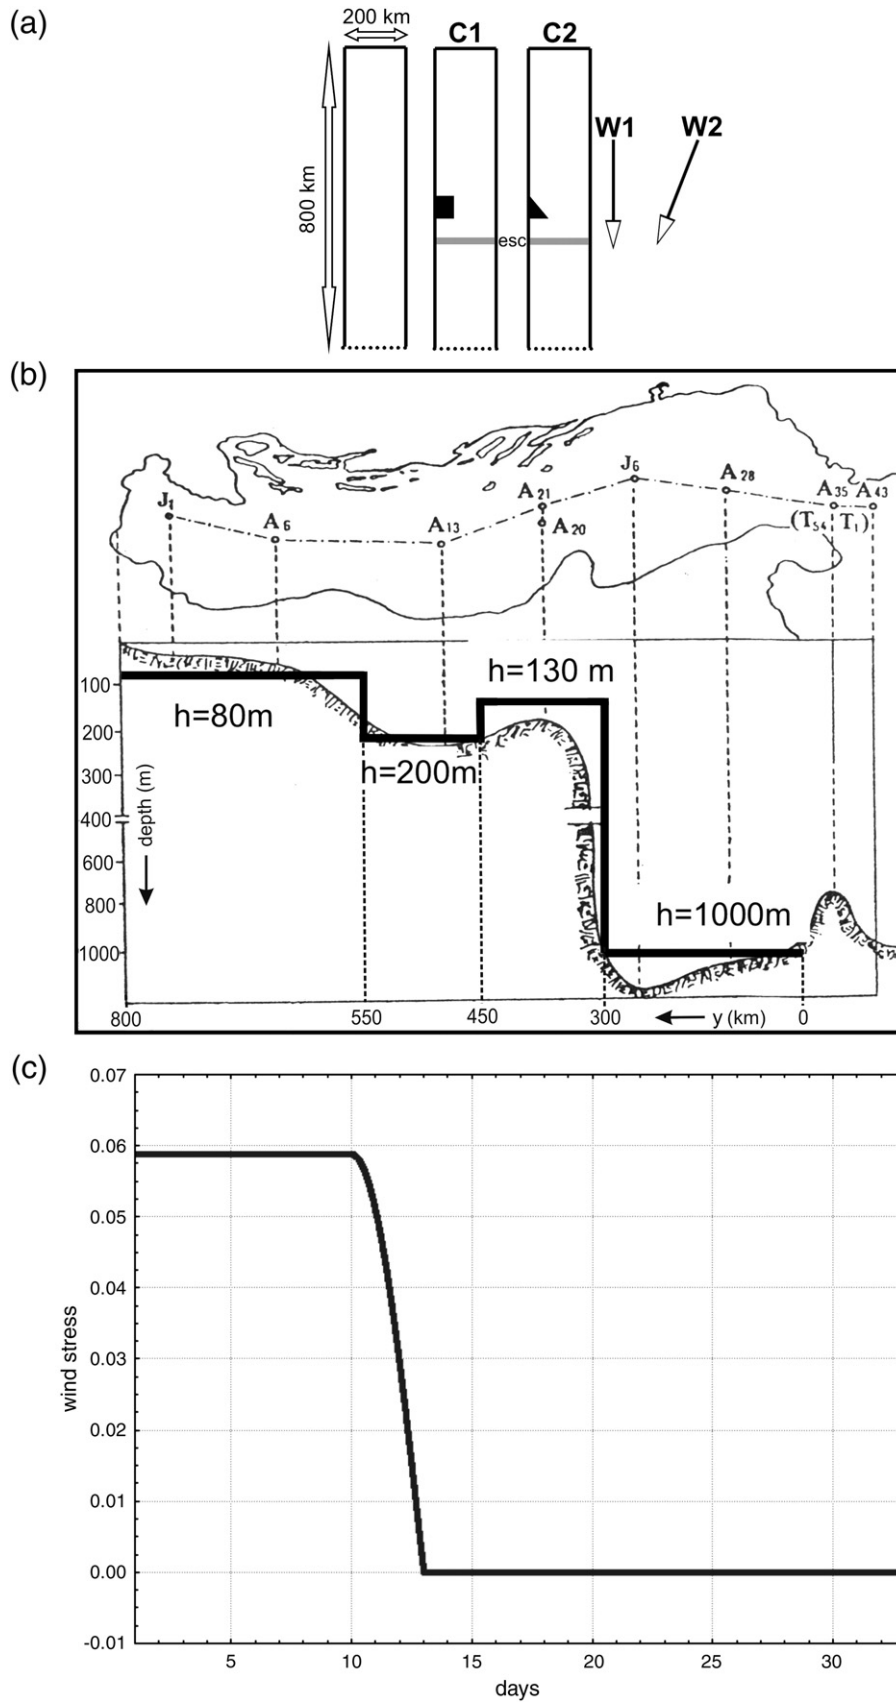 (a)
200 km
C1 C2
800 km
W1 W2
esc
(b)
J1 A6 A13 A21 A20 J6 A28 A35 A43
(T54 T1)
h=130 m
h=80m
h=200m
h=1000m
100
200
300
400
600
800
1000
depth (m)
800 550 450 300 y (km) 0
(c)
0.07
0.06
0.05
0.04
0.03
0.02
0.01
0.00
-0.01
wind stress
5 10 15 20 25 30
days